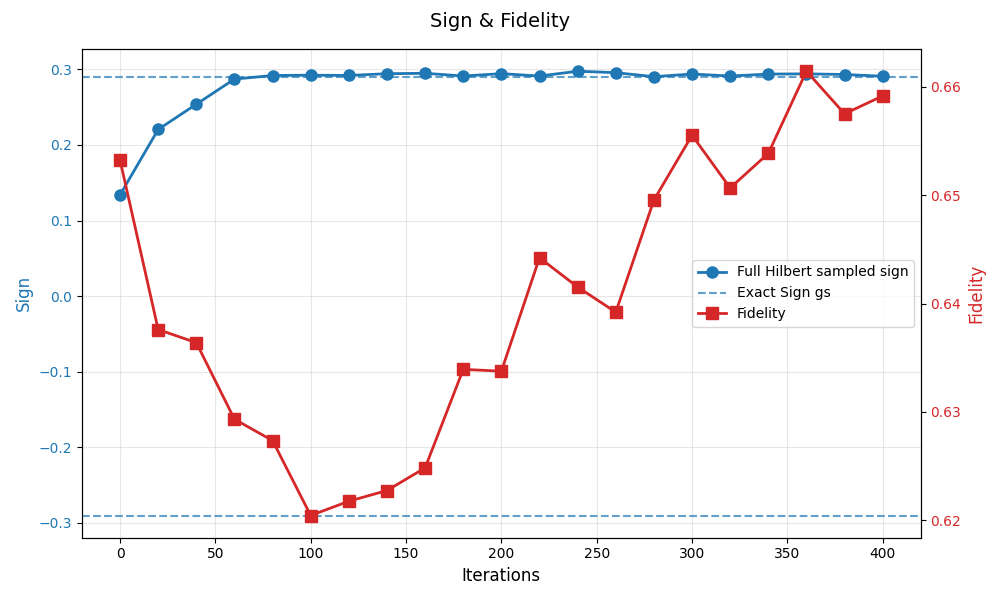 Sign & Fidelity
Sign
0.3
0.2
0.1
0.0
−0.1
−0.2
−0.3
0.66
0.65
0.64
0.63
0.62
Fidelity
Full Hilbert sampled sign
Exact Sign gs
Fidelity
0 50 100 150 200 250 300 350 400
Iterations